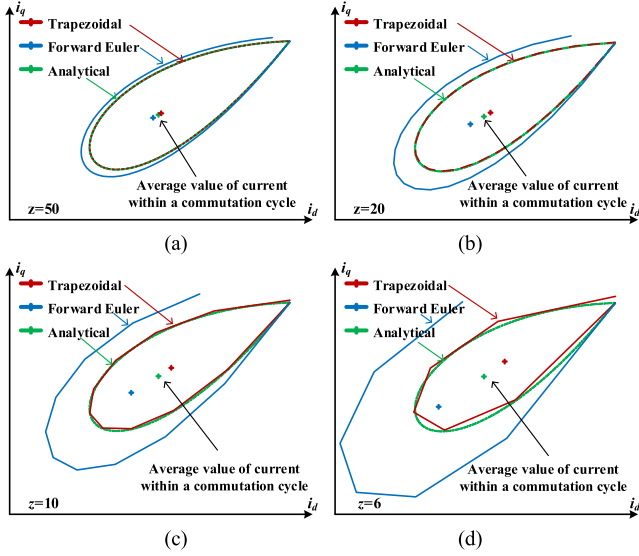 i_q
Trapezoidal
Forward Euler
Analytical
Average value of current
within a commutation cycle
z=50
i_d
(a)
i_q
Trapezoidal
Forward Euler
Analytical
Average value of current
within a commutation cycle
z=20
i_d
(b)
i_q
Trapezoidal
Forward Euler
Analytical
Average value of current
within a commutation cycle
z=10
i_d
(c)
i_q
Trapezoidal
Forward Euler
Analytical
Average value of current
within a commutation cycle
z=6
i_d
(d)